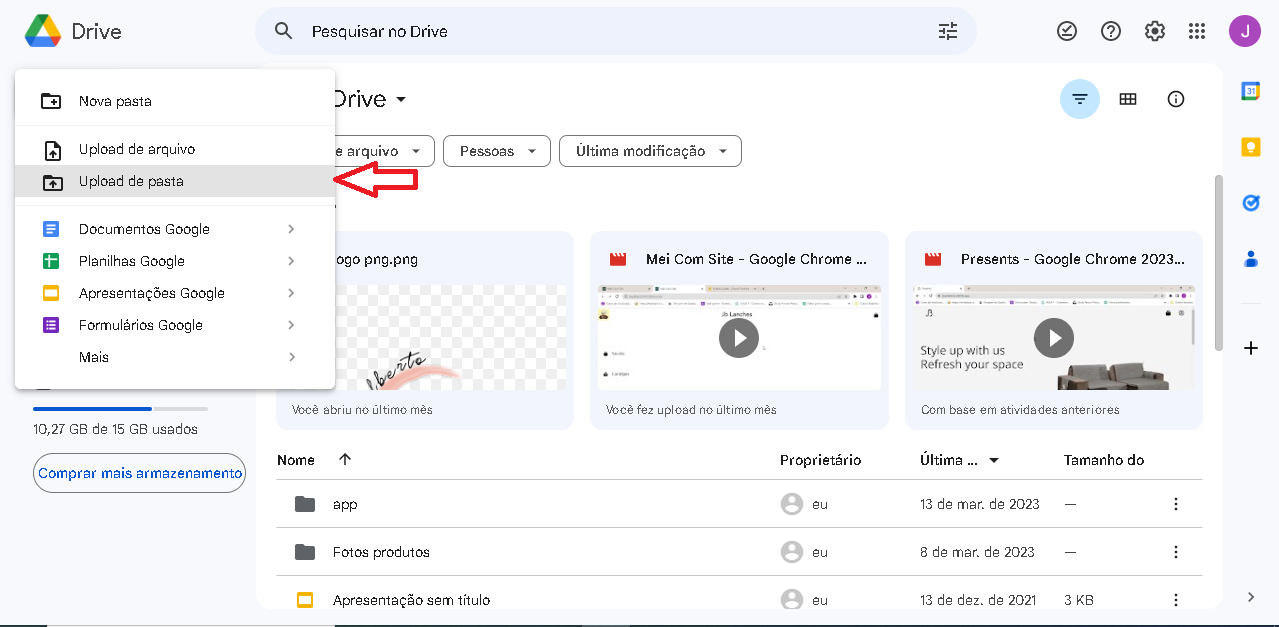 Drive
Pesquisar no Drive
J
Nova pasta
Upload de arquivo
Upload de pasta
Documentos Google
Planilhas Google
Apresentações Google
Formulários Google
Mais
10,27 GB de 15 GB usados
Comprar mais armazenamento
Drive
e arquivo
Pessoas
Última modificação
31
ogo png.png
Você abriu no último mês
Mei Com Site - Google Chrome ...
Jb Lanches
Você fez upload no último mês
Presents - Google Chrome 2023...
Style up with us
Refresh your space
Com base em atividades anteriores
Nome Proprietário Última ... Tamanho do
app eu 13 de mar. de 2023 —
Fotos produtos eu 8 de mar. de 2023 —
Apresentação sem título eu 13 de dez. de 2021 3 KB